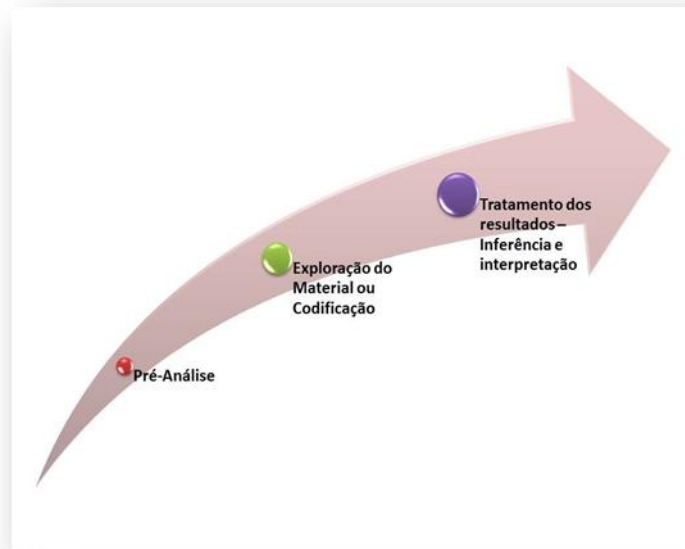 Tratamento dos
resultados –
Inferência e
interpretação
Exploração do
Material ou
Codificação
Pré-Análise